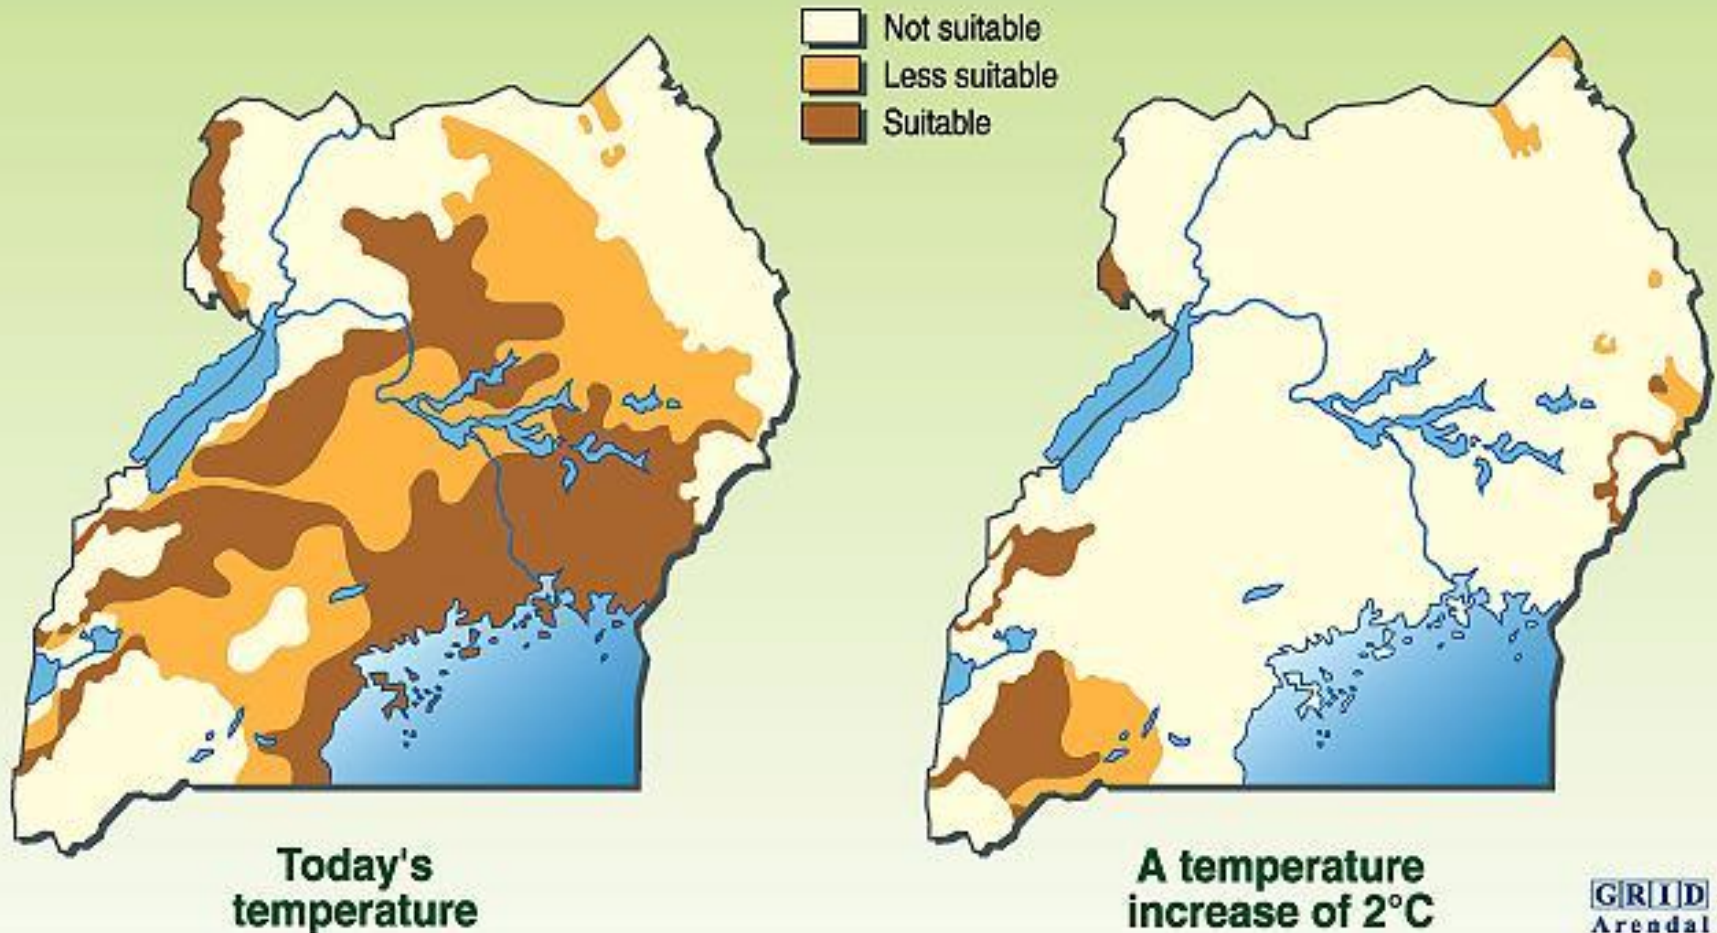 Not suitable
Less suitable
Suitable
Today's
temperature
A temperature
increase of 2°C
GRID
Arendal